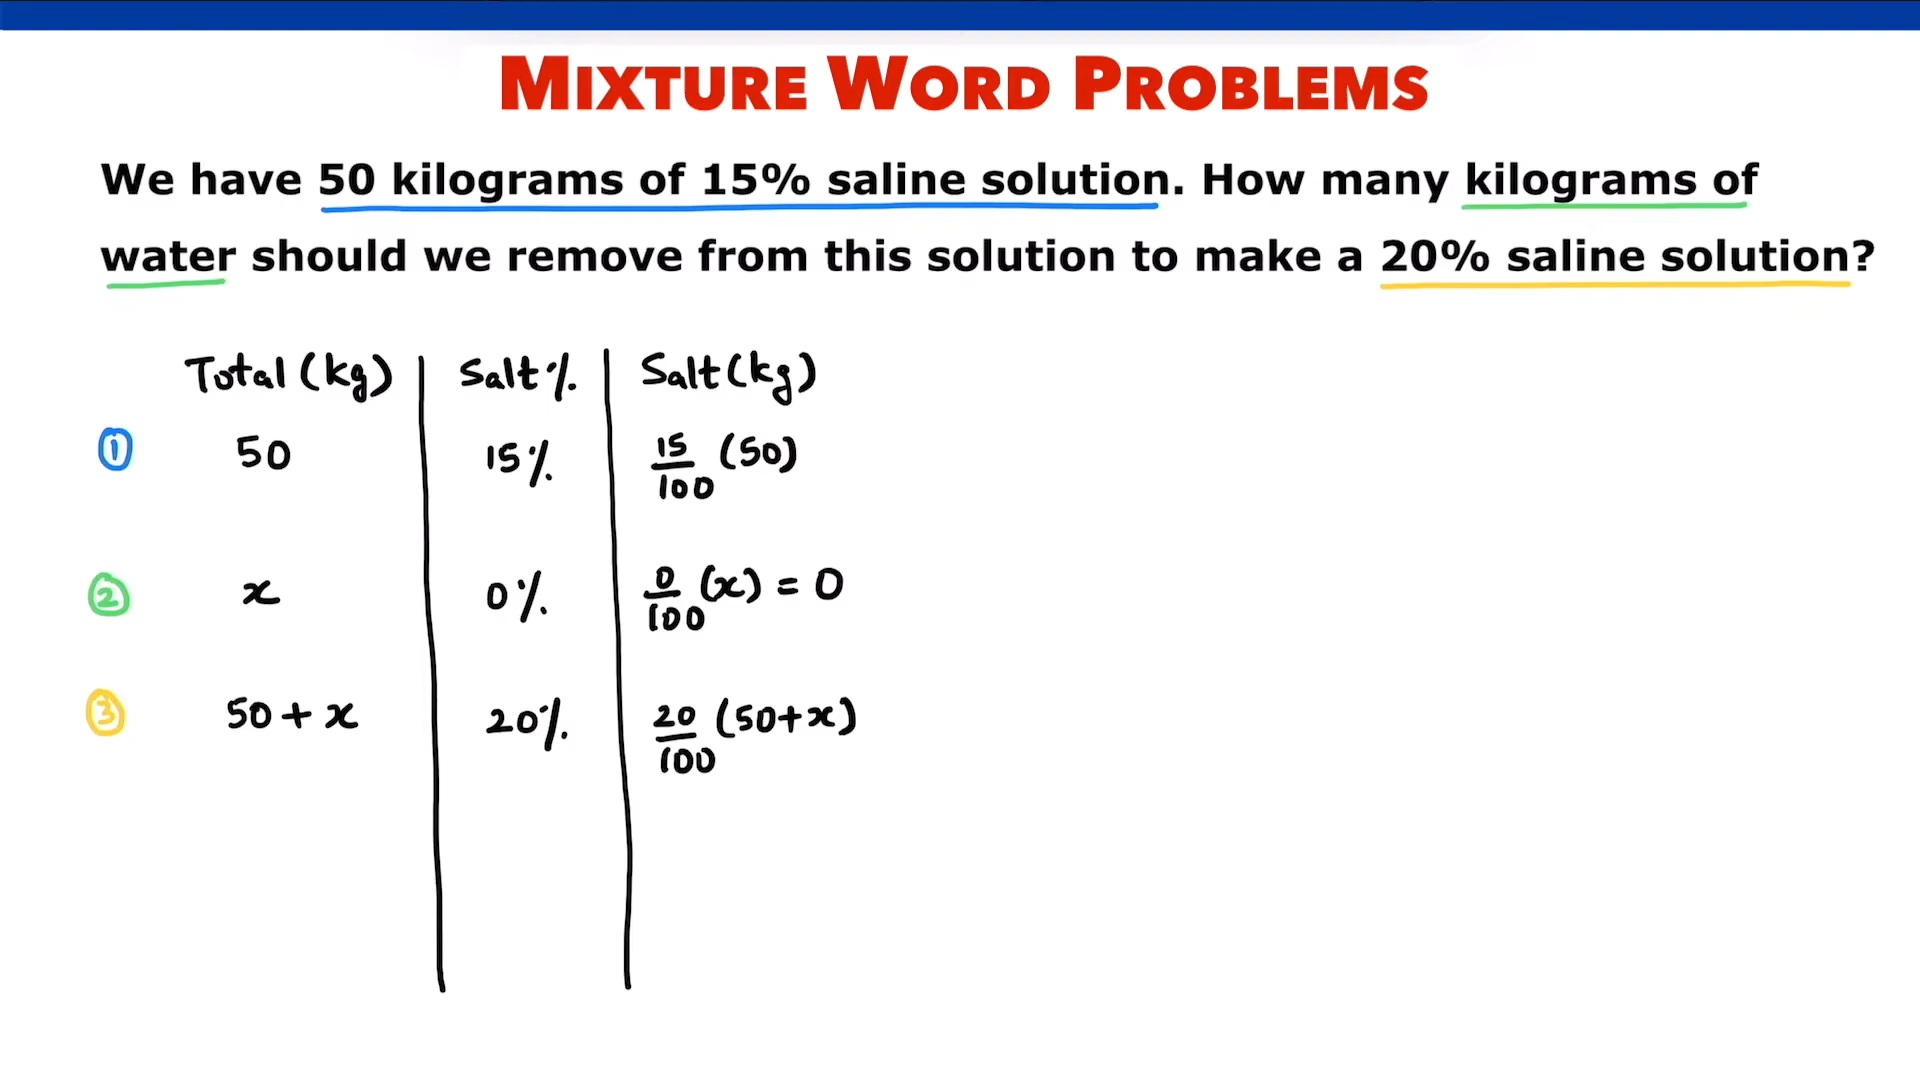 MIXTURE WORD PROBLEMS
We have 50 kilograms of 15% saline solution. How many kilograms of
water should we remove from this solution to make a 20% saline solution?
Total (kg) Salt % Salt (kg)
① 50 15% 15/100 (50)
② x 0% 0/100 (x) = 0
③ 50 + x 20% 20/100 (50+x)